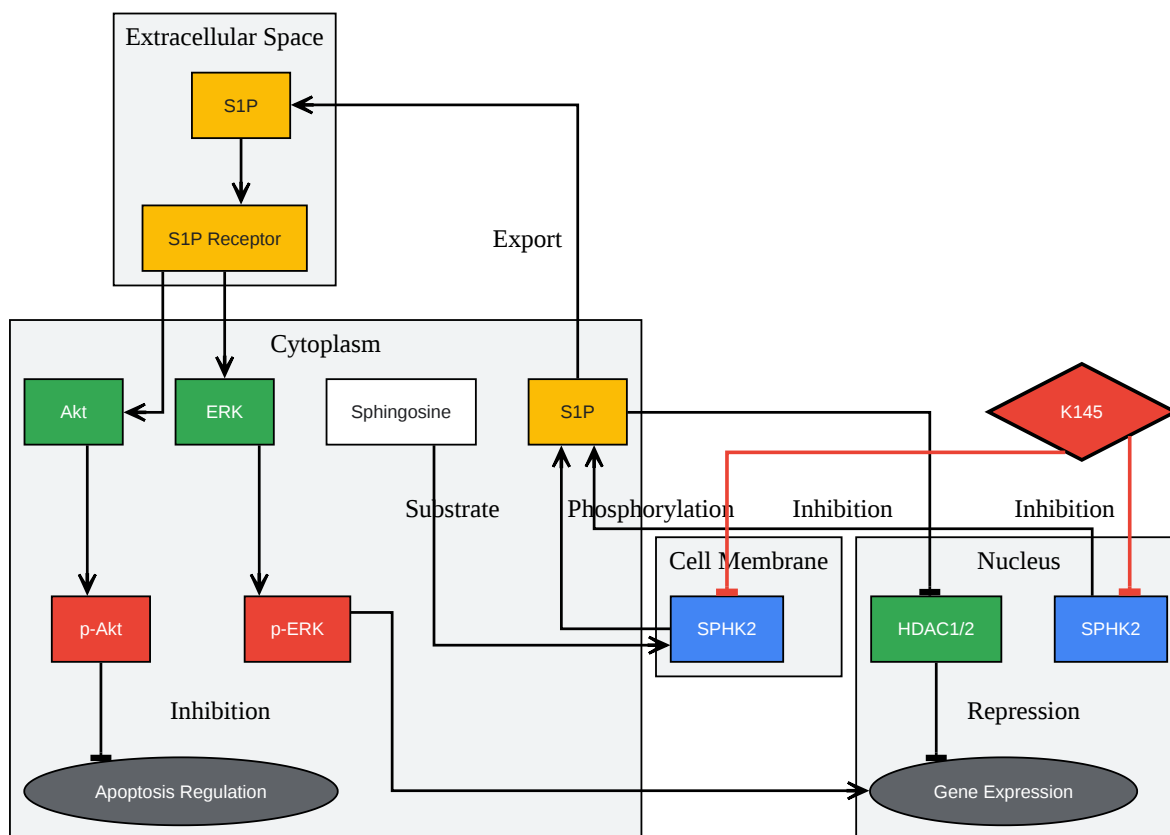 Extracellular Space
S1P
S1P Receptor
Export
Cytoplasm
Akt
ERK
Sphingosine
S1P
K145
Substrate
Phosphorylation
Inhibition
Inhibition
Cell Membrane
Nucleus
p-Akt
p-ERK
SPHK2
HDAC1/2
SPHK2
Inhibition
Repression
Apoptosis Regulation
Gene Expression